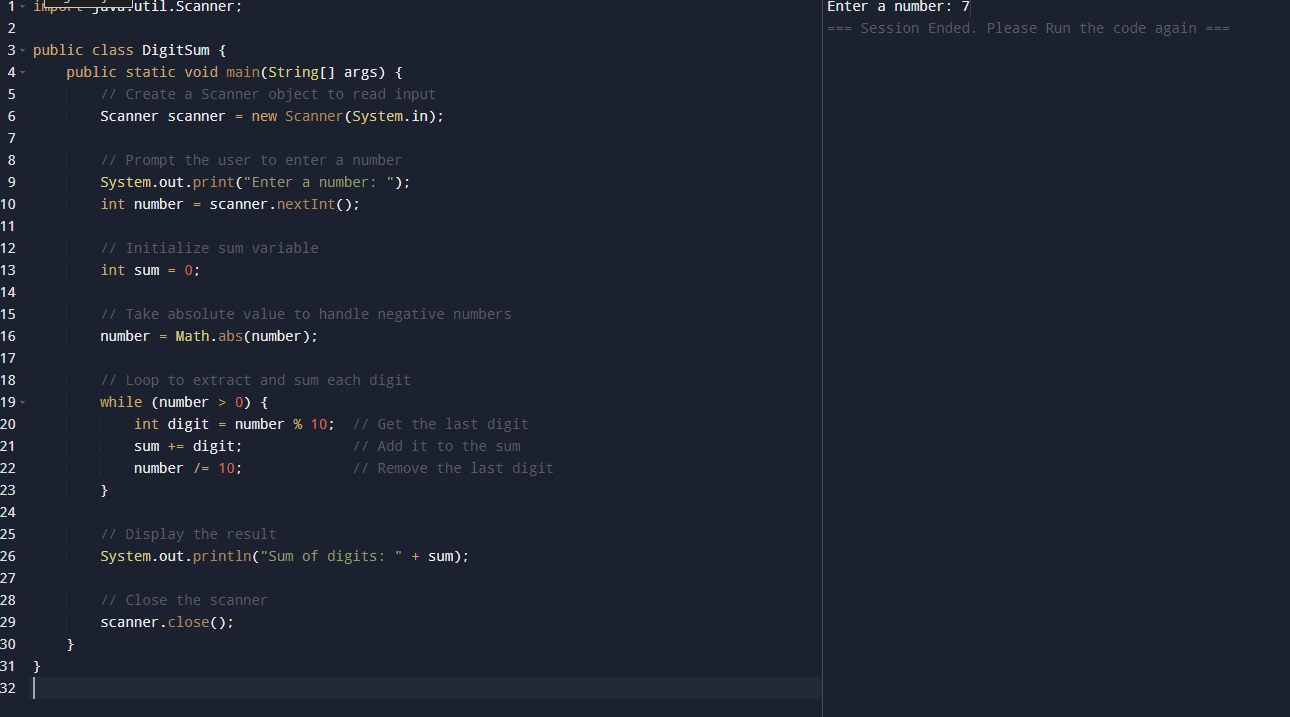 1 import java.util.Scanner;
2
3 public class DigitSum {
4     public static void main(String[] args) {
5         // Create a Scanner object to read input
6         Scanner scanner = new Scanner(System.in);
7
8         // Prompt the user to enter a number
9         System.out.print("Enter a number: ");
10         int number = scanner.nextInt();
11
12         // Initialize sum variable
13         int sum = 0;
14
15         // Take absolute value to handle negative numbers
16         number = Math.abs(number);
17
18         // Loop to extract and sum each digit
19         while (number > 0) {
20             int digit = number % 10;  // Get the last digit
21             sum += digit;             // Add it to the sum
22             number /= 10;             // Remove the last digit
23         }
24
25         // Display the result
26         System.out.println("Sum of digits: " + sum);
27
28         // Close the scanner
29         scanner.close();
30     }
31 }
32
Enter a number: 7
=== Session Ended. Please Run the code again ===